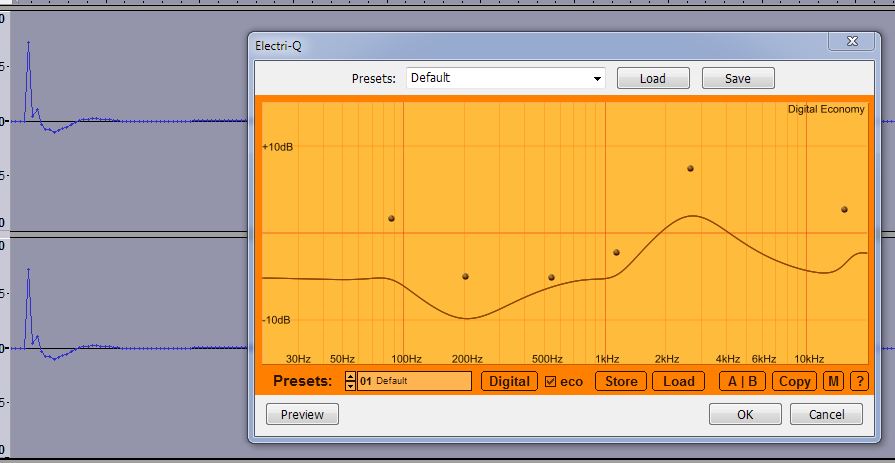 Electri-Q
Presets: Default Load Save
Digital Economy
+10dB
-10dB
30Hz 50Hz 100Hz 200Hz 500Hz 1kHz 2kHz 4kHz 6kHz 10kHz
Presets: 01 Default Digital eco Store Load A | B Copy M ?
Preview OK Cancel